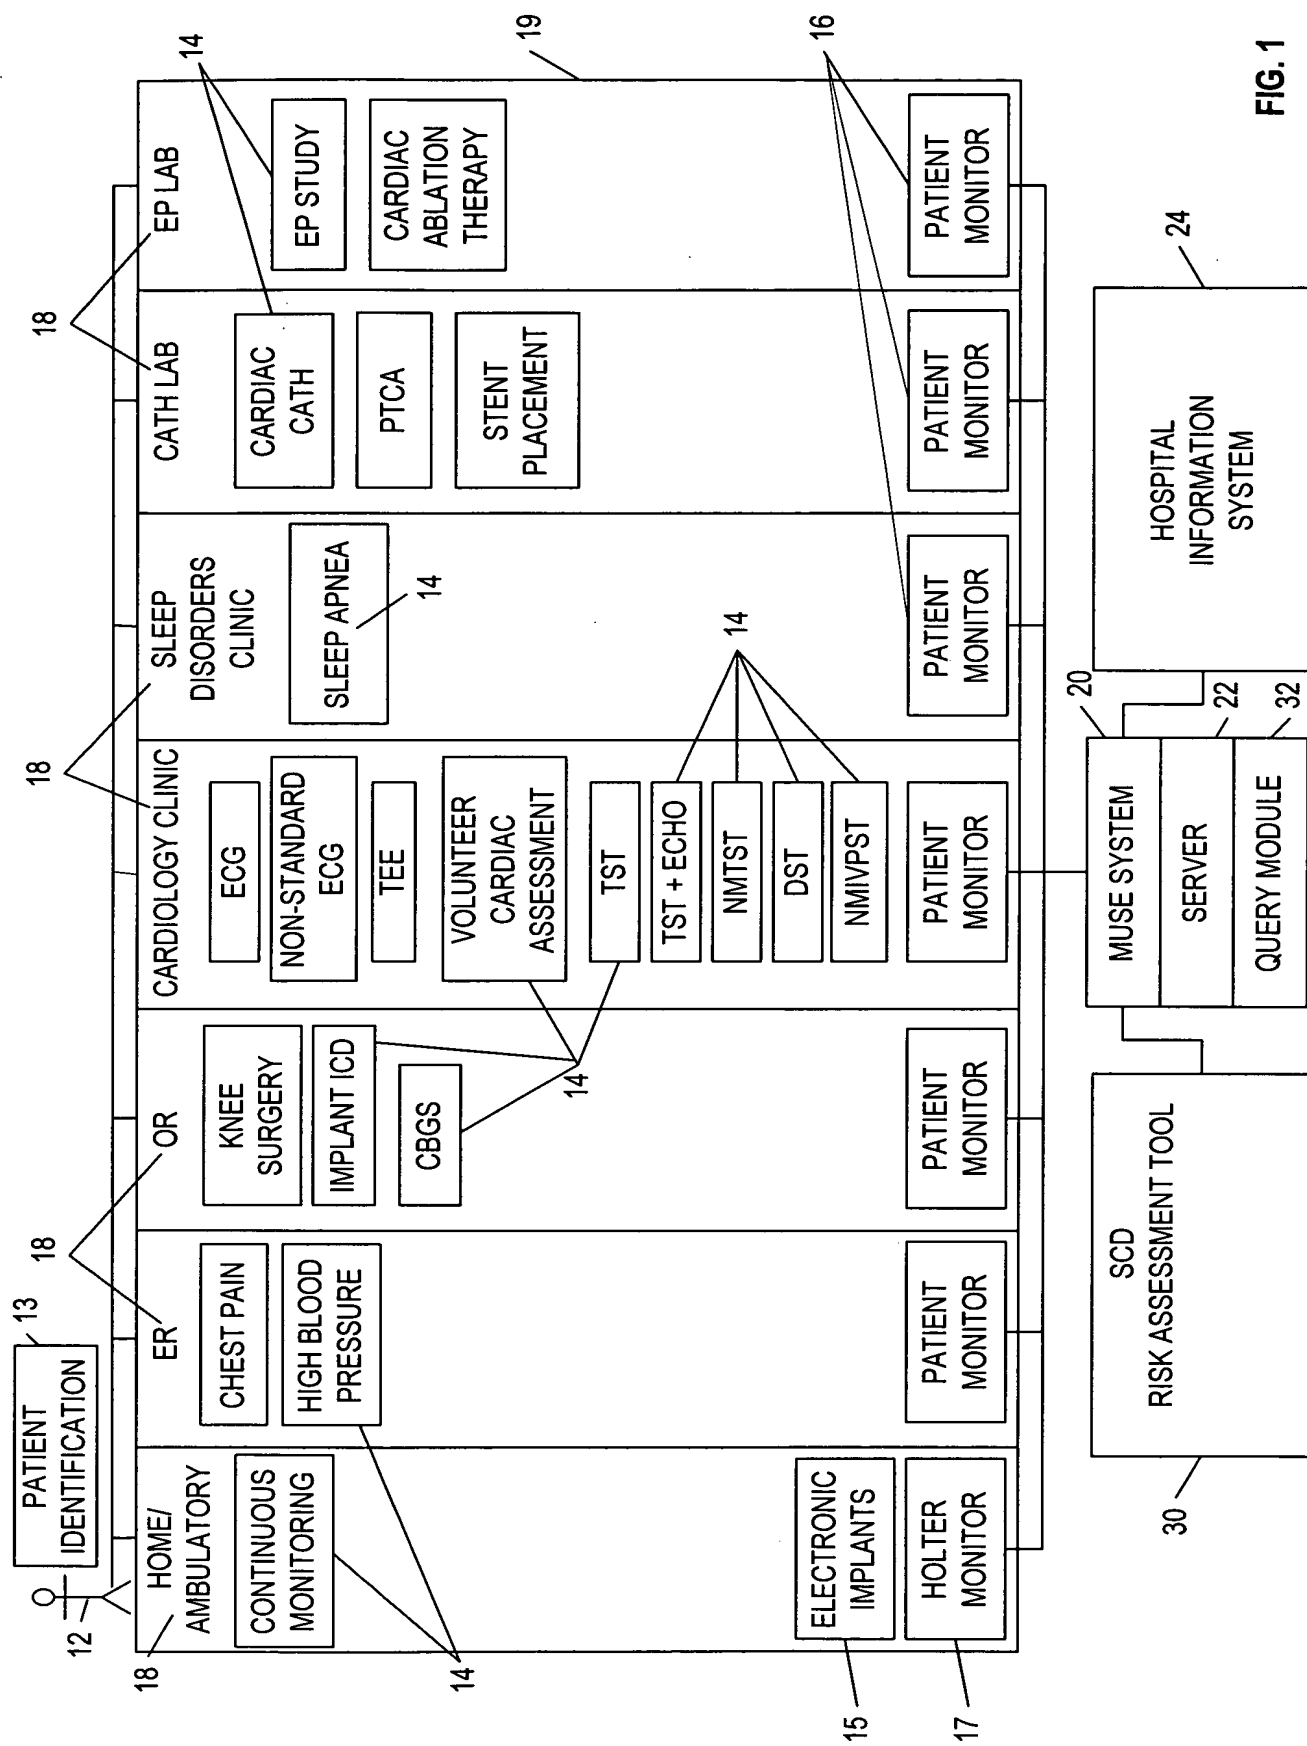 PATIENT
IDENTIFICATION
13
12
18
HOME/
AMBULATORY
CONTINUOUS
MONITORING
14
ELECTRONIC
IMPLANTS
15
HOLTER
MONITOR
17
18
ER
CHEST PAIN
HIGH BLOOD
PRESSURE
PATIENT
MONITOR
OR
KNEE
SURGERY
IMPLANT ICD
CBGS
14
PATIENT
MONITOR
18
CARDIOLOGY CLINIC
ECG
NON-STANDARD
ECG
TEE
VOLUNTEER
CARDIAC
ASSESSMENT
TST
TST + ECHO
NMTST
DST
NMIVPST
14
PATIENT
MONITOR
SLEEP
DISORDERS
CLINIC
SLEEP APNEA
14
PATIENT
MONITOR
18
CATH LAB
CARDIAC
CATH
PTCA
STENT
PLACEMENT
PATIENT
MONITOR
EP LAB
14
EP STUDY
CARDIAC
ABLATION
THERAPY
PATIENT
MONITOR
19
16
SCD
RISK ASSESSMENT TOOL
30
MUSE SYSTEM
20
SERVER
22
QUERY MODULE
32
HOSPITAL
INFORMATION
SYSTEM
24
FIG. 1